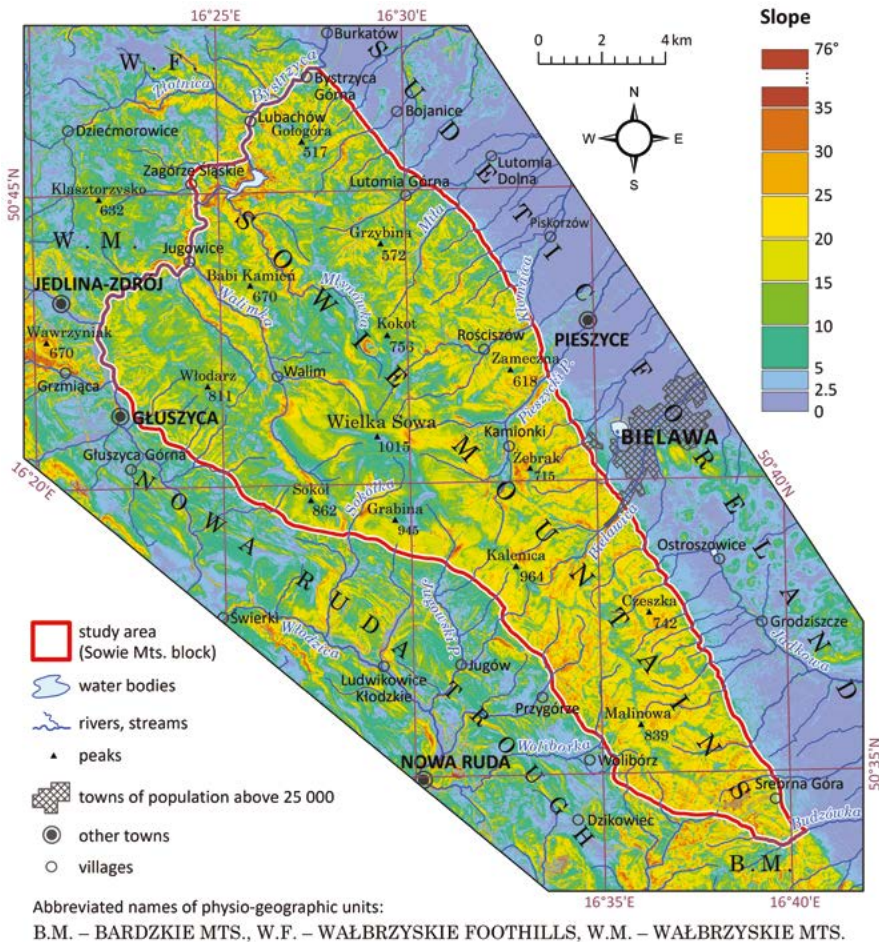 16°25'E
16°30'E
Slope
76°
35
30
25
20
15
10
5
2.5
0
0 2 4 km
N
W E
S
Burkatów
W. F.
Złotnica
Bystrzyca
Bystrzyca
Górna
Bojanice
Dziećmorowice
Lubachów
Gołogóra
517
Lutomia
Dolna
Zagórze Śląskie
50°45'N
Klasztorzysko
632
Lutomia Górna
Piskorzów
W. M.
Grzybina
572
Miła
Jugowice
Kłomnica
JEDLINA-ZDRÓJ
Babi Kamień
670
Młynówka
Walimka
PIESZYCE
Wawrzyniak
670
Kokot
756
Rościszów
Zameczna
618
Grzmiąca
Walim
Włodarz
811
Pieszycki P.
GŁUSZYCA
Wielka Sowa
1015
BIELAWA
Kamionki
Żebrak
715
50°40'N
16°20'E
Głuszyca Górna
Sokół
862
Sokółka
Grabina
945
Bielawica
Ostroszowice
Kalenica
964
SUDETIC FORELAND
SOWIE MOUNTAINS
NOWA RUDA TROUGH
Czeszka
742
Grodziszcze
Jadkowa
Świerki
Włodzica
Jugowski P.
Ludwikowice
Kłodzkie
Jugów
Przygórze
Malinowa
839
Woliborka
Wolibórz
50°35'N
NOWA RUDA
Srebrna Góra
Budzówka
Dzikowiec
B.M.
16°35'E
16°40'E
study area
(Sowie Mts. block)
water bodies
rivers, streams
peaks
towns of population above 25 000
other towns
villages
Abbreviated names of physio-geographic units:
B.M. – BARDZKIE MTS., W.F. – WAŁBRZYSKIE FOOTHILLS, W.M. – WAŁBRZYSKIE MTS.